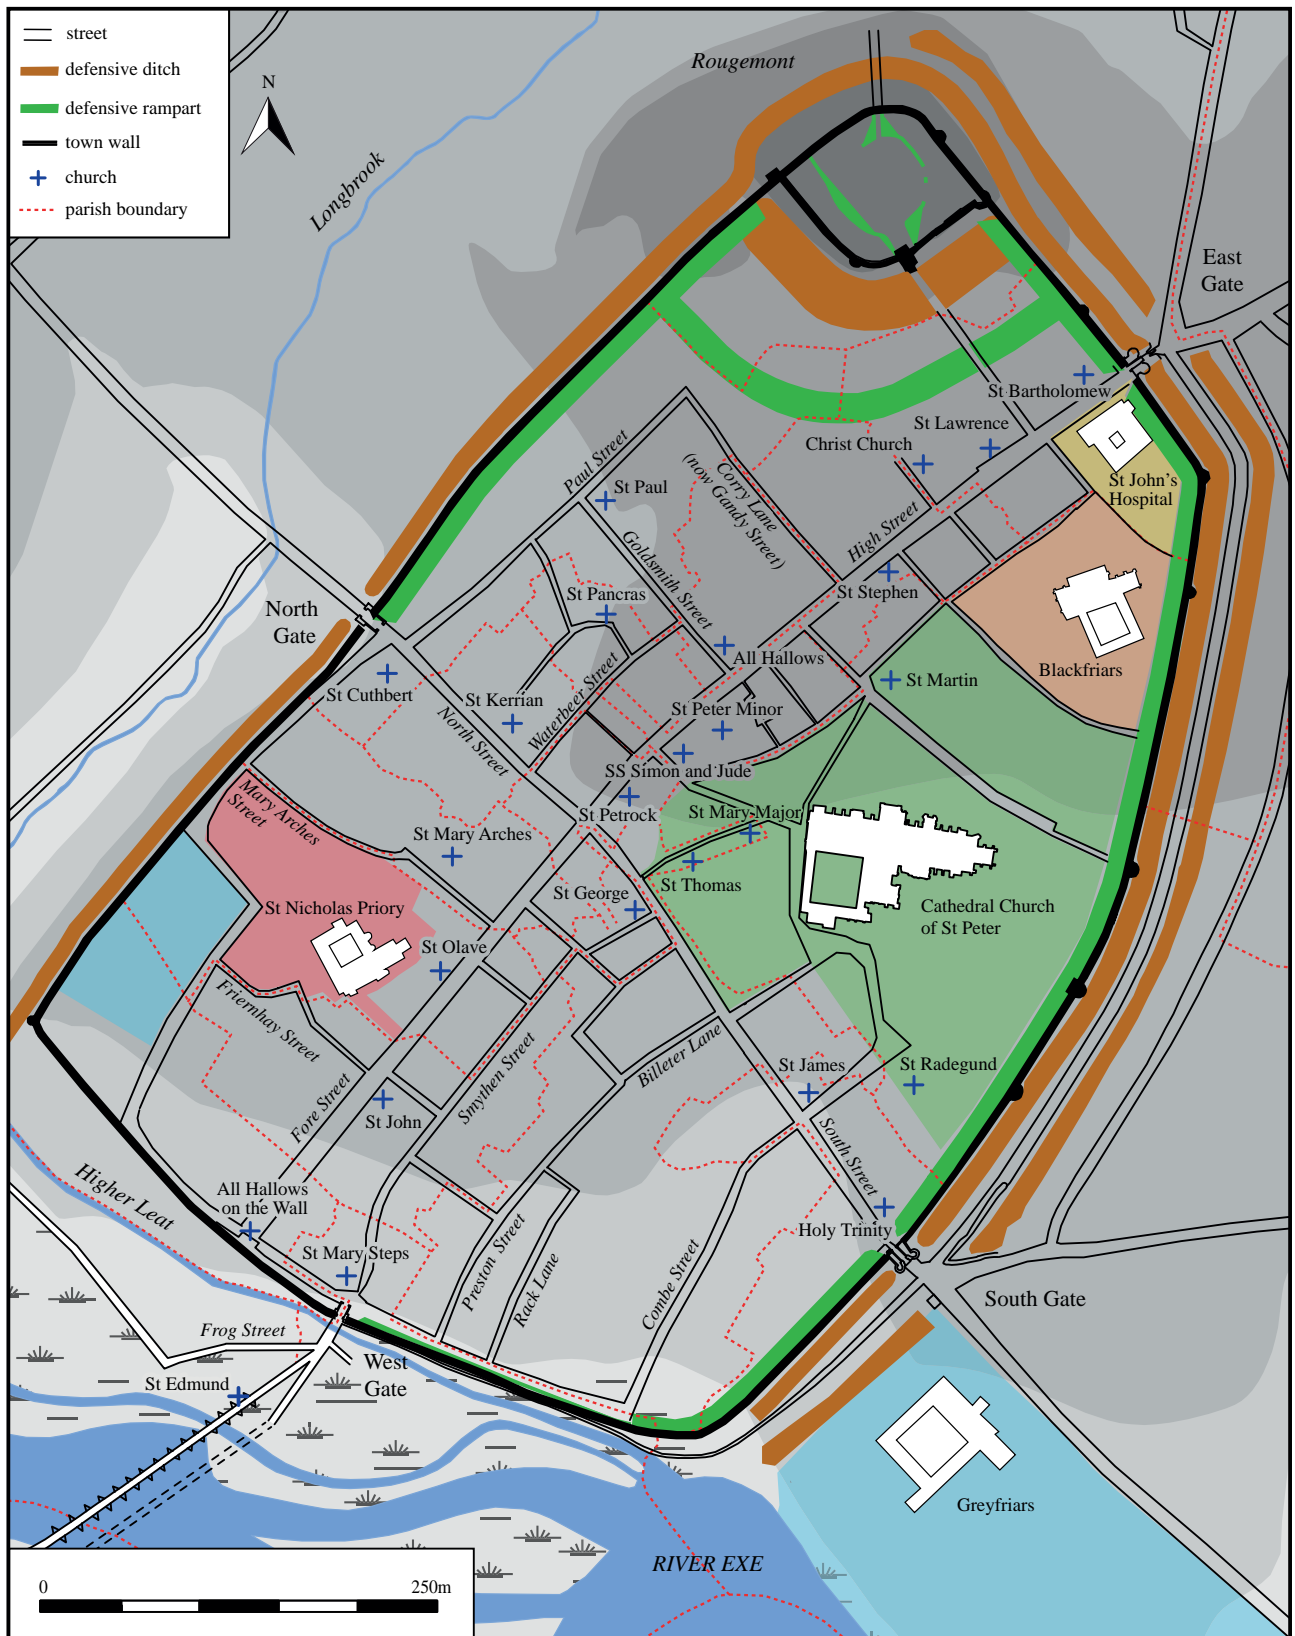 street
defensive ditch
defensive rampart
town wall
church
parish boundary
N
Rougemont
Longbrook
East
Gate
St Bartholomew
St Lawrence
Christ Church
Paul Street
Corry Lane
(now Gandy Street)
St Paul
St John's
Hospital
High Street
Goldsmith Street
St Stephen
St Pancras
North
Gate
All Hallows
Blackfriars
St Cuthbert
St Martin
St Kerrian
Waterbeer Street
St Peter Minor
North Street
SS Simon and Jude
Mary Arches
Street
St Petrock
St Mary Major
St Mary Arches
St Thomas
St George
St Nicholas Priory
Cathedral Church
of St Peter
St Olave
Friernhay Street
Smythen Street
Billeter Lane
St James
St Radegund
Fore Street
St John
South Street
Higher Leat
All Hallows
on the Wall
Holy Trinity
St Mary Steps
Preston Street
Rack Lane
Combe Street
South Gate
Frog Street
West
Gate
St Edmund
Greyfriars
RIVER EXE
0
250m